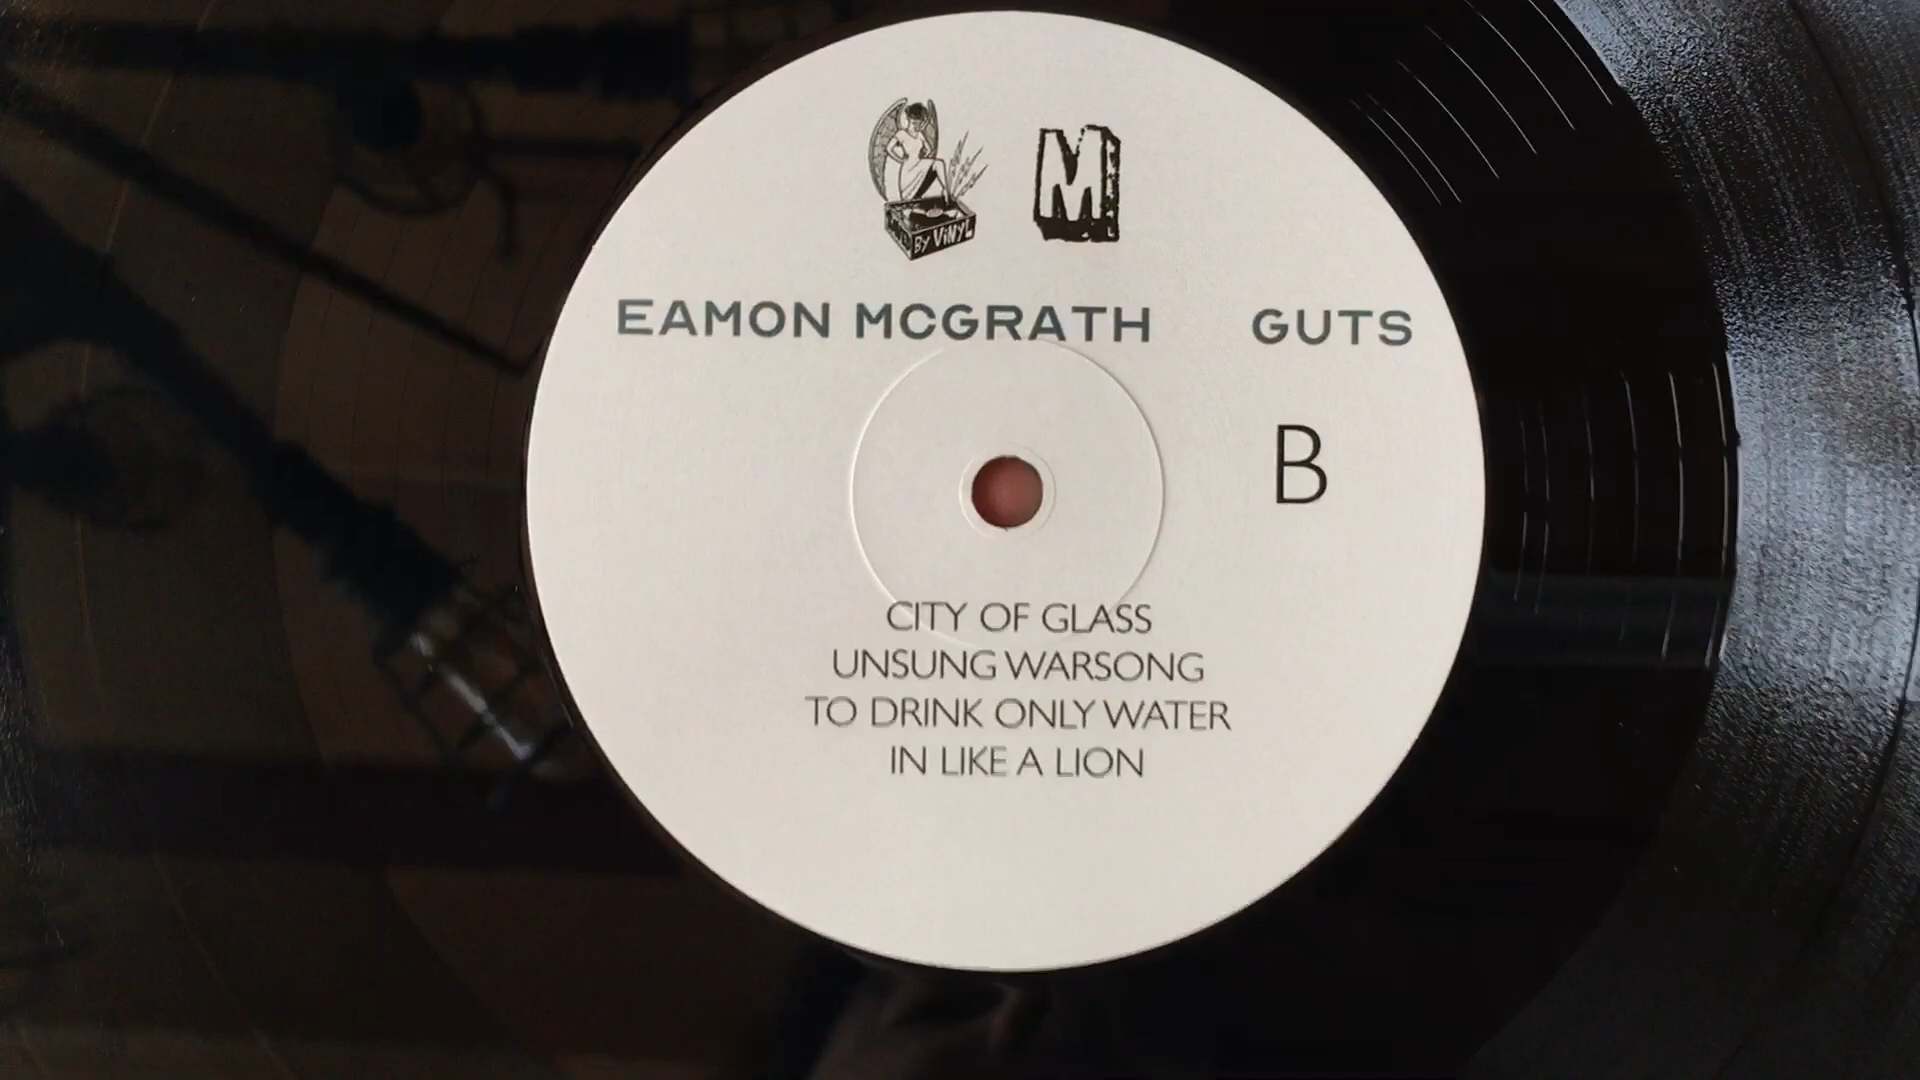 BY ViNYL
M
EAMON MCGRATH GUTS
B
CITY OF GLASS
UNSUNG WARSONG
TO DRINK ONLY WATER
IN LIKE A LION